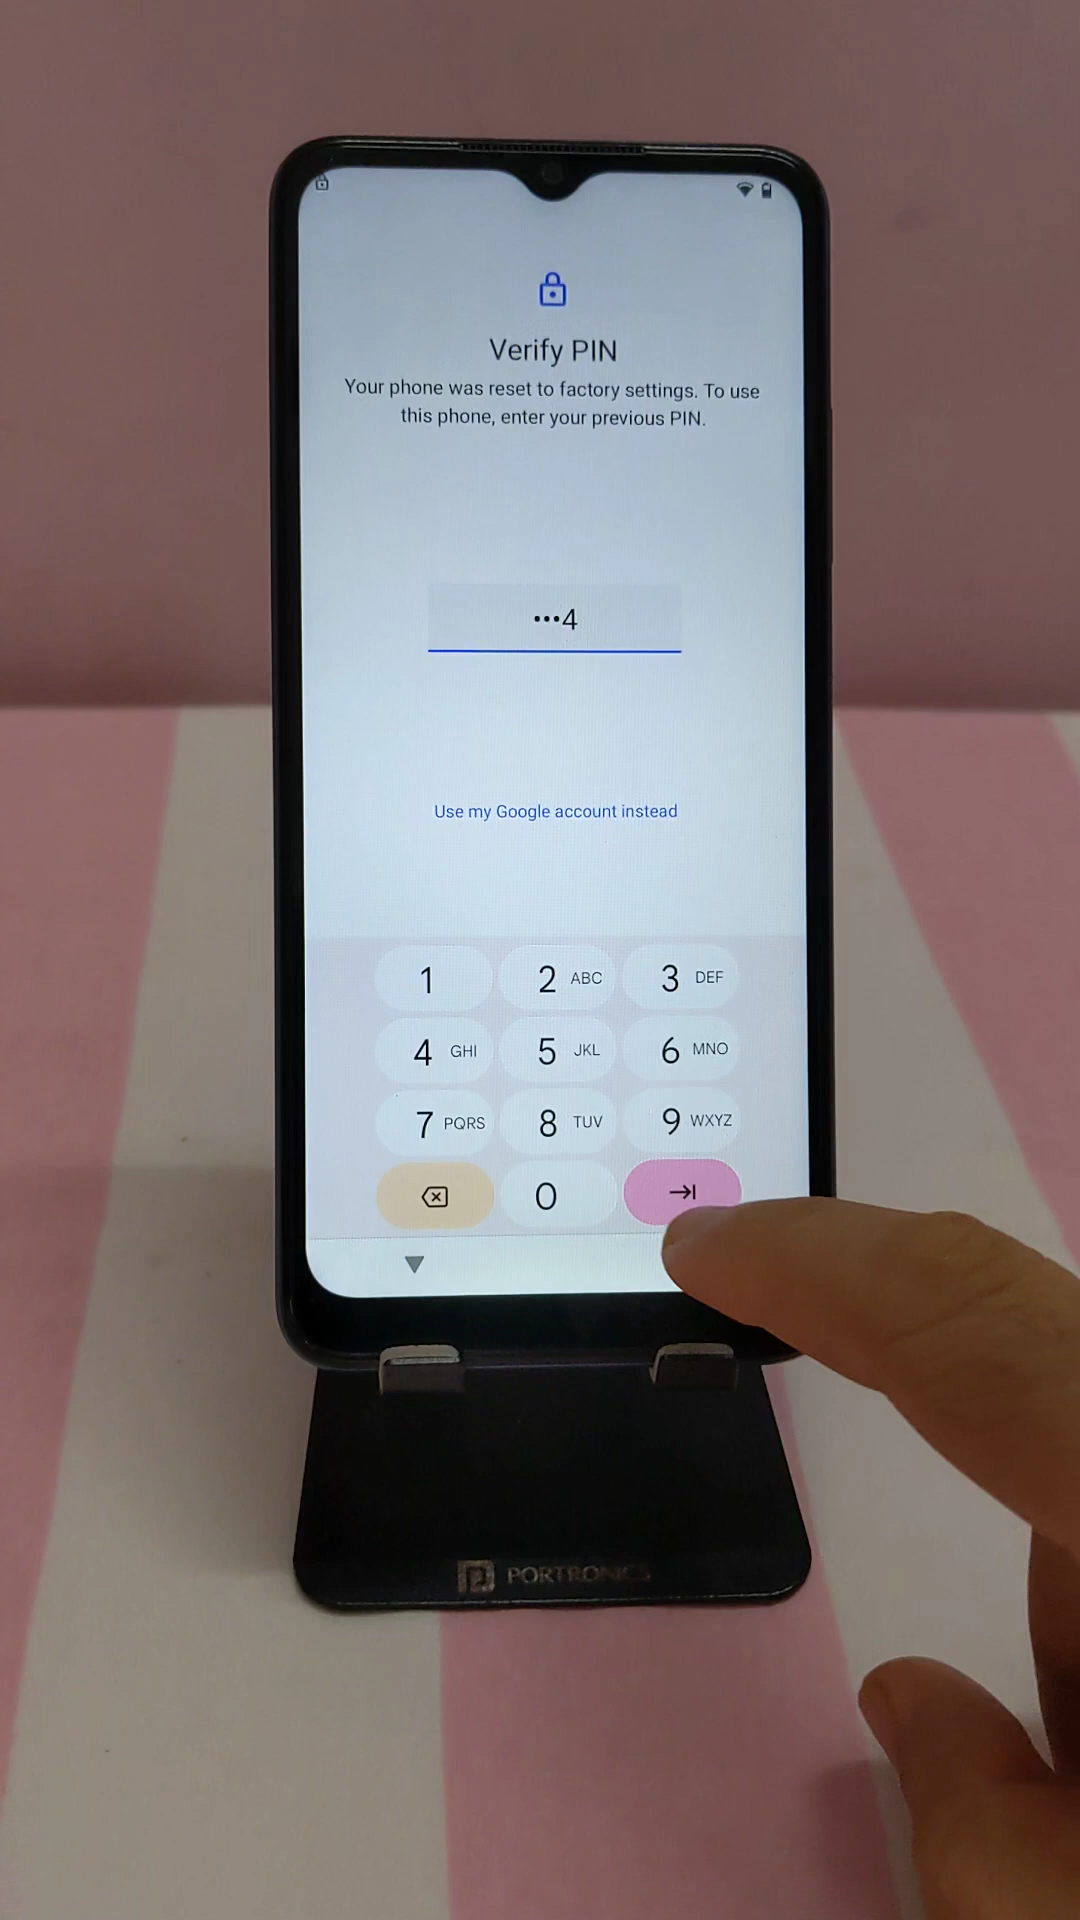 Verify PIN
Your phone was reset to factory settings. To use
this phone, enter your previous PIN.
•••4
Use my Google account instead
1
2 ABC
3 DEF
4 GHI
5 JKL
6 MNO
7 PQRS
8 TUV
9 WXYZ
0
PORTRONICS